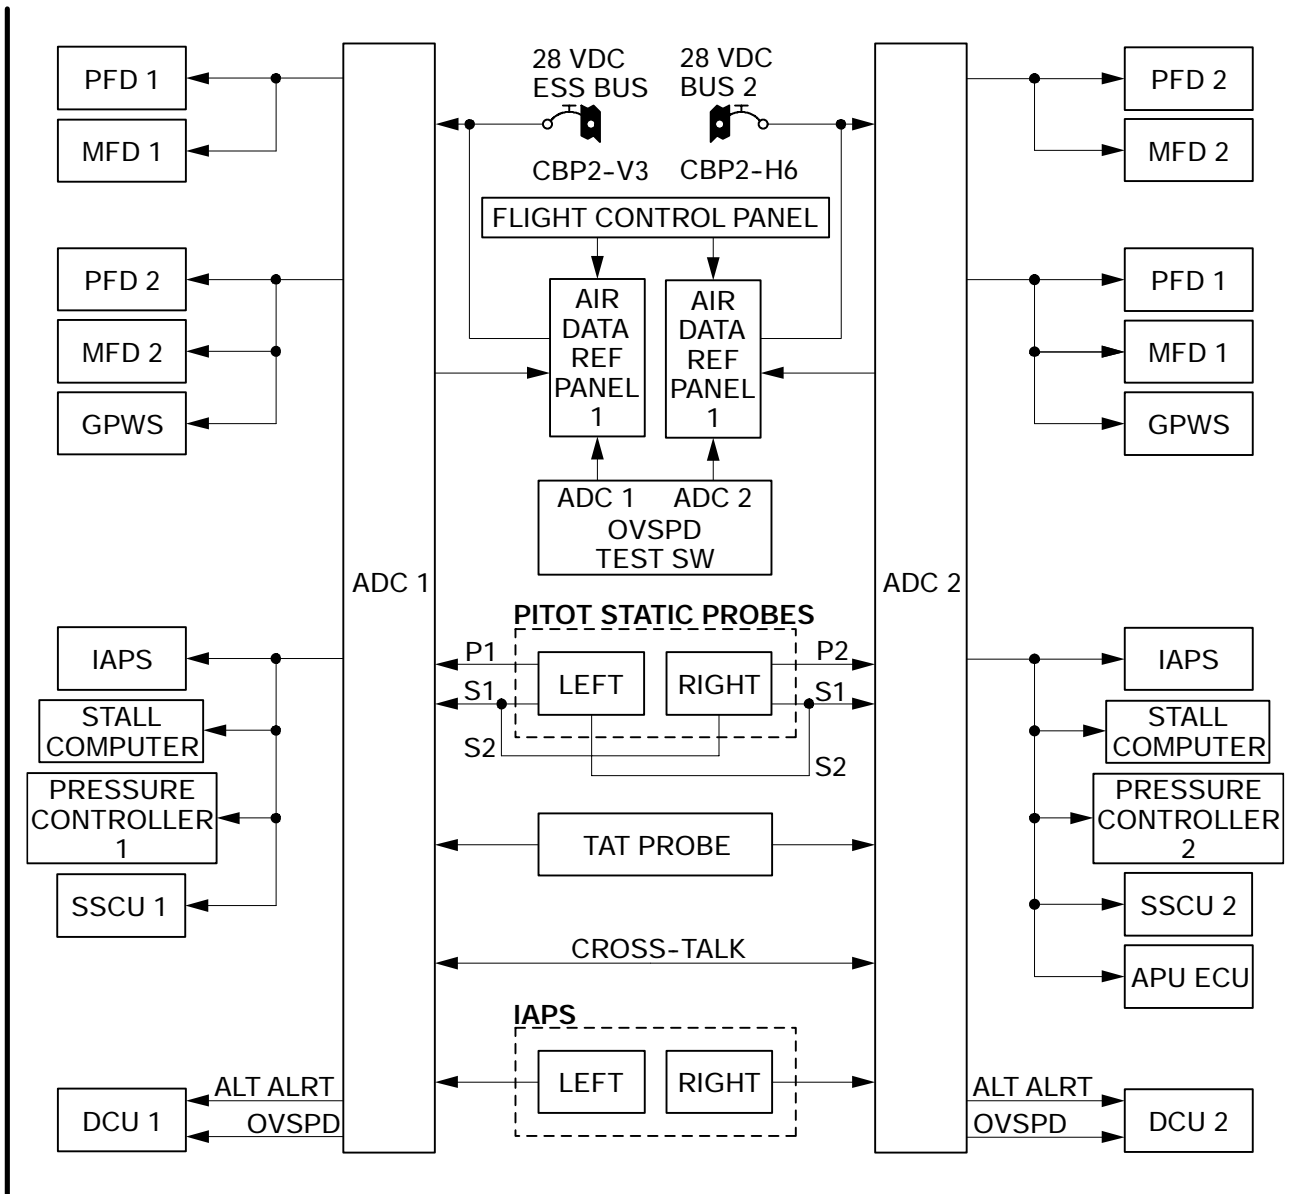 PFD 1
MFD 1
PFD 2
MFD 2
GPWS
IAPS
STALL
COMPUTER
PRESSURE
CONTROLLER
1
SSCU 1
DCU 1
ALT ALRT
OVSPD
ADC 1
28 VDC
ESS BUS
CBP2-V3
28 VDC
BUS 2
CBP2-H6
FLIGHT CONTROL PANEL
AIR
DATA
REF
PANEL
1
AIR
DATA
REF
PANEL
1
ADC 1 ADC 2
OVSPD
TEST SW
PITOT STATIC PROBES
P1
S1
S2
LEFT
RIGHT
P2
S1
S2
TAT PROBE
CROSS-TALK
IAPS
LEFT
RIGHT
ADC 2
PFD 2
MFD 2
PFD 1
MFD 1
GPWS
IAPS
STALL
COMPUTER
PRESSURE
CONTROLLER
2
SSCU 2
APU ECU
ALT ALRT
OVSPD
DCU 2